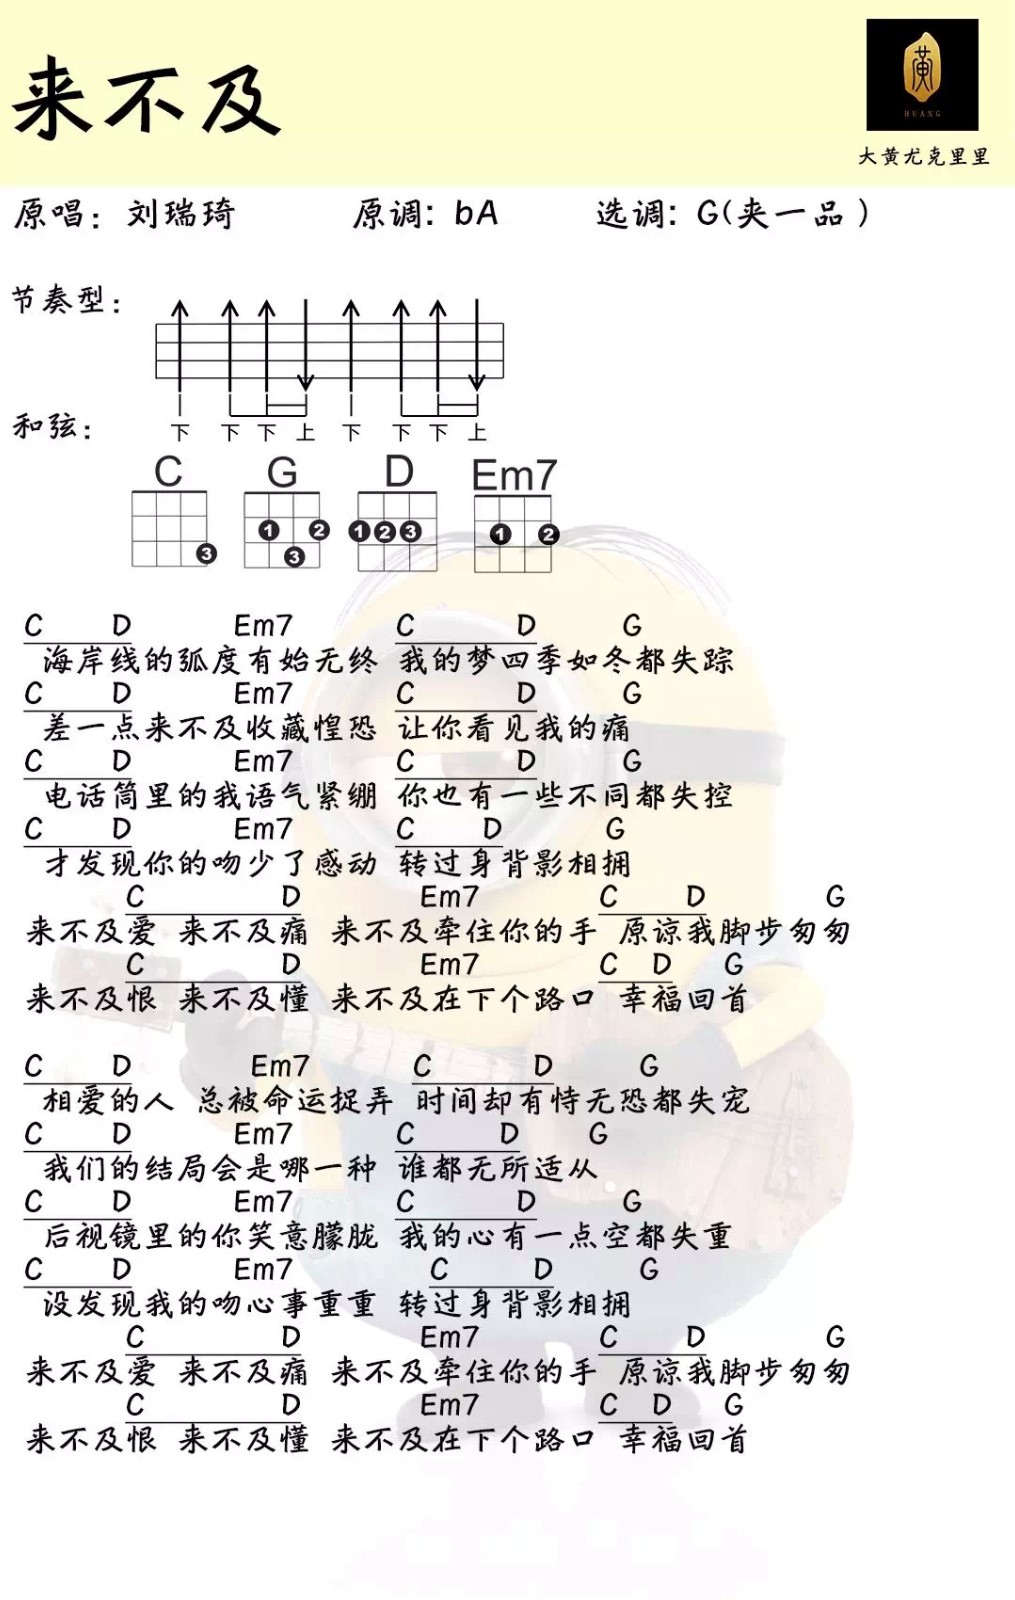 来不及
黄
HUANG
大黄尤克里里
原唱：刘瑞琦 原调: bA 选调: G(夹一品)
节奏型：
下 下 下 上 下 下 下 上
和弦：
C G D Em7
3 1 2 3 1 2 3 1 2
C D Em7 C D G
海岸线的弧度有始无终 我的梦四季如冬都失踪
C D Em7 C D G
差一点来不及收藏惶恐 让你看见我的痛
C D Em7 C D G
电话筒里的我语气紧绷 你也有一些不同都失控
C D Em7 C D G
才发现你的吻少了感动 转过身背影相拥
C D Em7 C D G
来不及爱 来不及痛 来不及牵住你的手 原谅我脚步匆匆
C D Em7 C D G
来不及恨 来不及懂 来不及在下个路口 幸福回首
C D Em7 C D G
相爱的人 总被命运捉弄 时间却有恃无恐都失宠
C D Em7 C D G
我们的结局会是哪一种 谁都无所适从
C D Em7 C D G
后视镜里的你笑意朦胧 我的心有一点空都失重
C D Em7 C D G
没发现我的吻心事重重 转过身背影相拥
C D Em7 C D G
来不及爱 来不及痛 来不及牵住你的手 原谅我脚步匆匆
C D Em7 C D G
来不及恨 来不及懂 来不及在下个路口 幸福回首